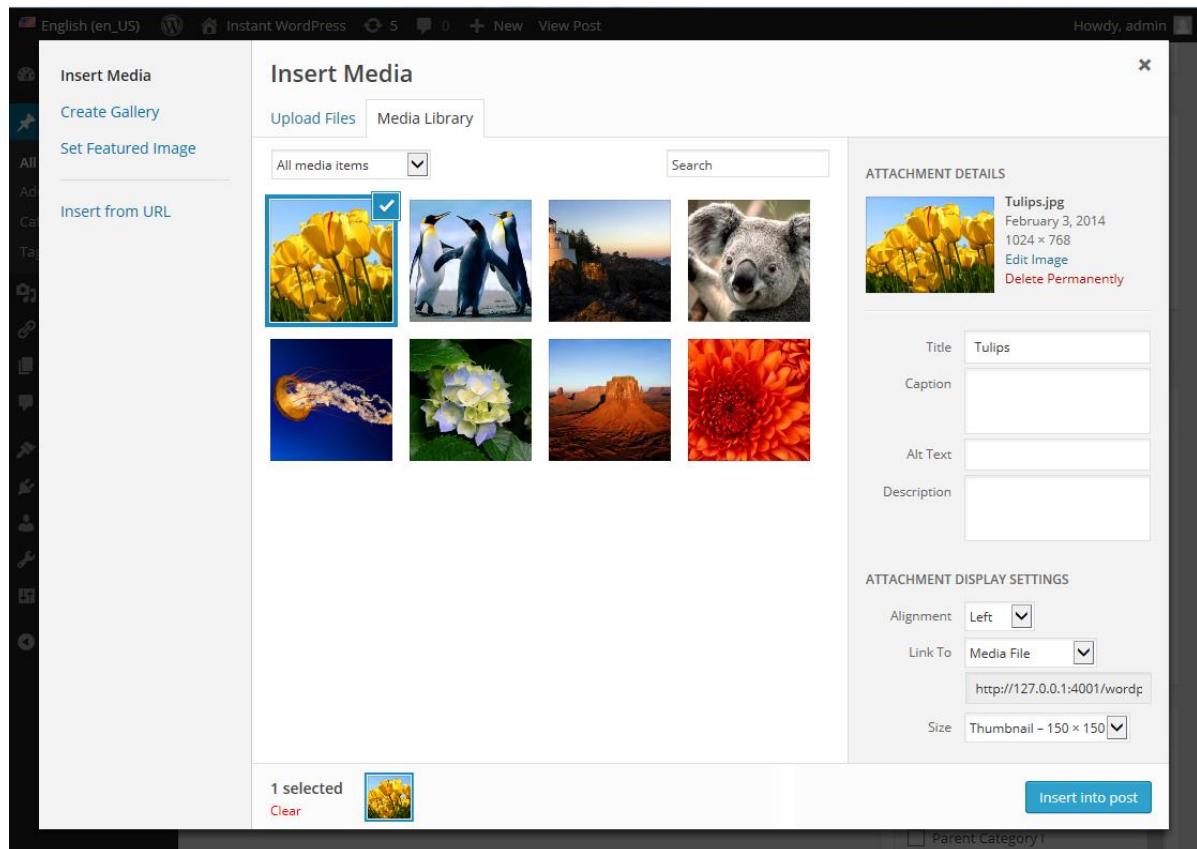 English (en_US) Instant WordPress 5 0 + New View Post Howdy, admin
Insert Media
Create Gallery
Set Featured Image
Insert from URL
All
Insert Media
×
Upload Files Media Library
All media items Search
ATTACHMENT DETAILS
Tulips.jpg
February 3, 2014
1024 × 768
Edit Image
Delete Permanently
Title Tulips
Caption
Alt Text
Description
ATTACHMENT DISPLAY SETTINGS
Alignment Left
Link To Media File
http://127.0.0.1:4001/wordp
Size Thumbnail – 150 × 150
1 selected
Clear
Insert into post
Parent Category I